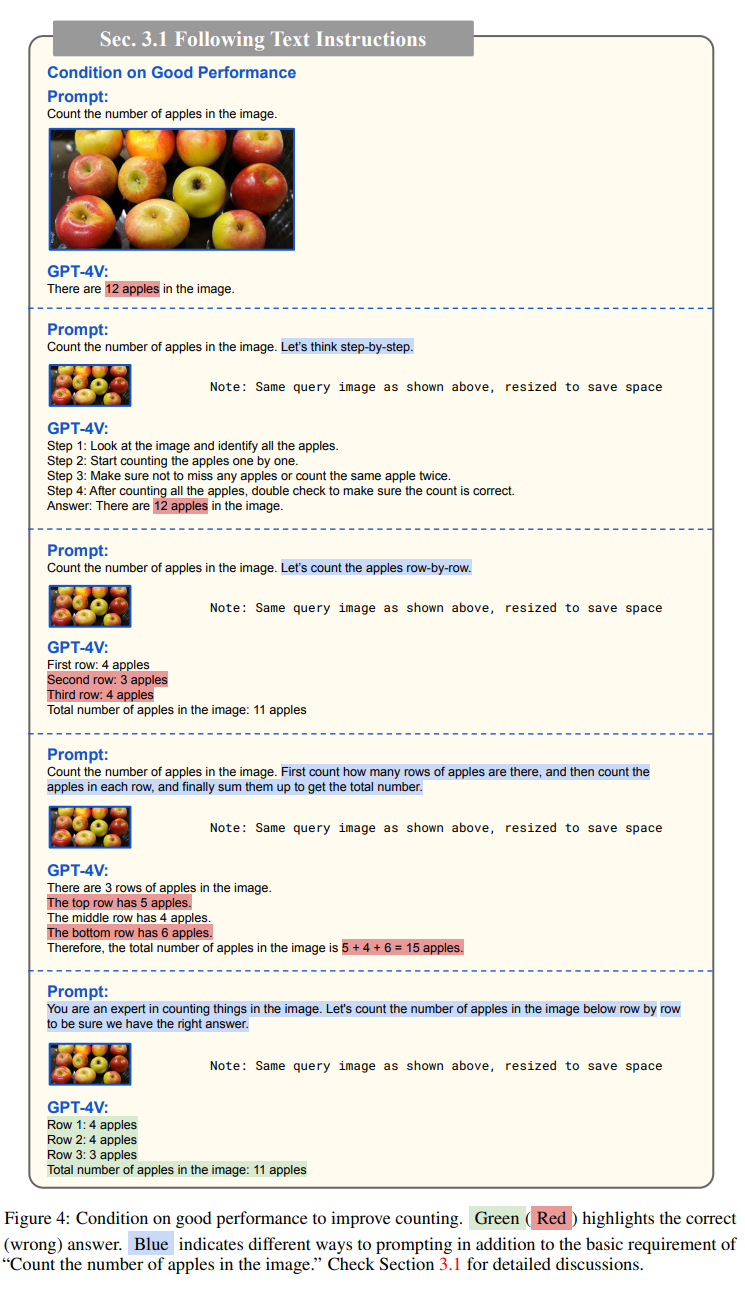 Sec. 3.1 Following Text Instructions
Condition on Good Performance
Prompt:
Count the number of apples in the image.
GPT-4V:
There are 12 apples in the image.
Prompt:
Count the number of apples in the image. Let's think step-by-step.
Note: Same query image as shown above, resized to save space
GPT-4V:
Step 1: Look at the image and identify all the apples.
Step 2: Start counting the apples one by one.
Step 3: Make sure not to miss any apples or count the same apple twice.
Step 4: After counting all the apples, double check to make sure the count is correct.
Answer: There are 12 apples in the image.
Prompt:
Count the number of apples in the image. Let's count the apples row-by-row.
Note: Same query image as shown above, resized to save space
GPT-4V:
First row: 4 apples
Second row: 3 apples
Third row: 4 apples
Total number of apples in the image: 11 apples
Prompt:
Count the number of apples in the image. First count how many rows of apples are there, and then count the
apples in each row, and finally sum them up to get the total number.
Note: Same query image as shown above, resized to save space
GPT-4V:
There are 3 rows of apples in the image.
The top row has 5 apples.
The middle row has 4 apples.
The bottom row has 6 apples.
Therefore, the total number of apples in the image is 5 + 4 + 6 = 15 apples.
Prompt:
You are an expert in counting things in the image. Let's count the number of apples in the image below row by row
to be sure we have the right answer.
Note: Same query image as shown above, resized to save space
GPT-4V:
Row 1: 4 apples
Row 2: 4 apples
Row 3: 3 apples
Total number of apples in the image: 11 apples
Figure 4: Condition on good performance to improve counting. Green (Red) highlights the correct
(wrong) answer. Blue indicates different ways to prompting in addition to the basic requirement of
“Count the number of apples in the image.” Check Section 3.1 for detailed discussions.